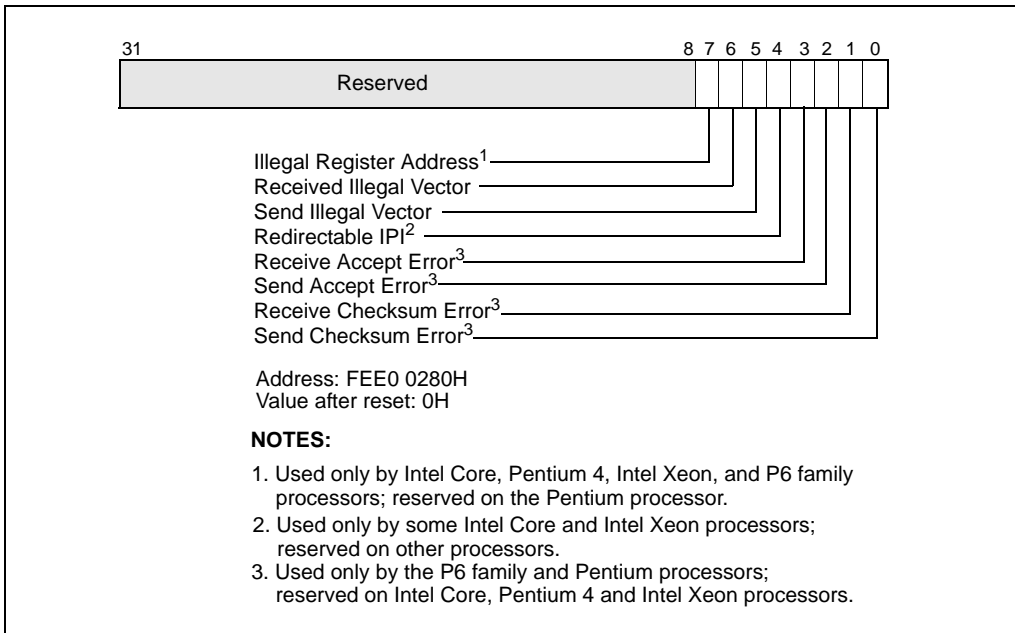 31 8 7 6 5 4 3 2 1 0
Reserved
Illegal Register Address1
Received Illegal Vector
Send Illegal Vector
Redirectable IPI2
Receive Accept Error3
Send Accept Error3
Receive Checksum Error3
Send Checksum Error3
Address: FEE0 0280H
Value after reset: 0H
NOTES:
1. Used only by Intel Core, Pentium 4, Intel Xeon, and P6 family
processors; reserved on the Pentium processor.
2. Used only by some Intel Core and Intel Xeon processors;
reserved on other processors.
3. Used only by the P6 family and Pentium processors;
reserved on Intel Core, Pentium 4 and Intel Xeon processors.